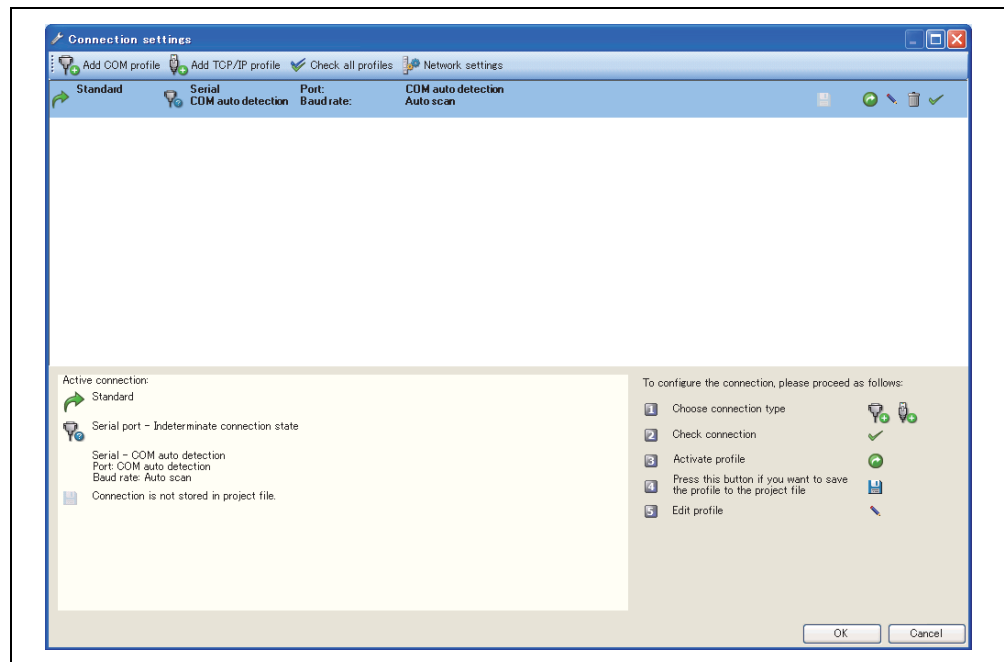 Connection settings
Add COM profile Add TCP/IP profile Check all profiles Network settings
Standard Serial Port: COM auto detection
COM auto detection Baud rate: Auto scan
Active connection:
Standard
Serial port - Indeterminate connection state
Serial - COM auto detection
Port: COM auto detection
Baud rate: Auto scan
Connection is not stored in project file.
To configure the connection, please proceed as follows:
1 Choose connection type
2 Check connection
3 Activate profile
4 Press this button if you want to save
the profile to the project file
5 Edit profile
OK Cancel